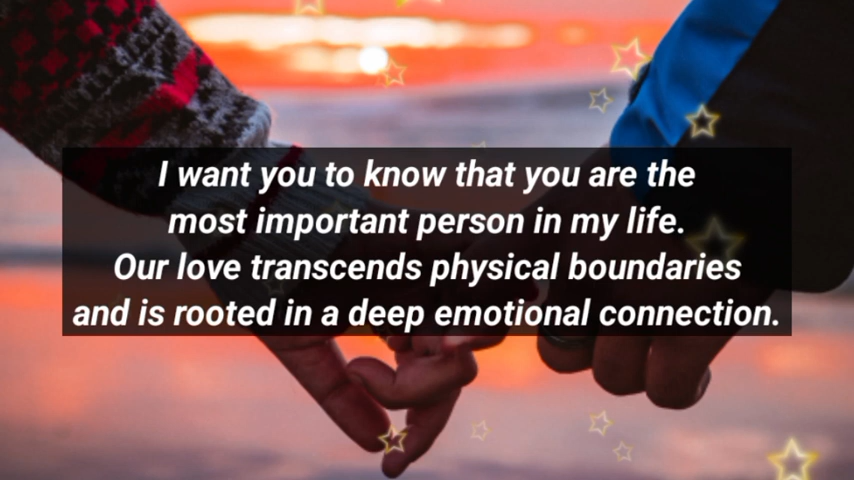 I want you to know that you are the
most important person in my life.
Our love transcends physical boundaries
and is rooted in a deep emotional connection.